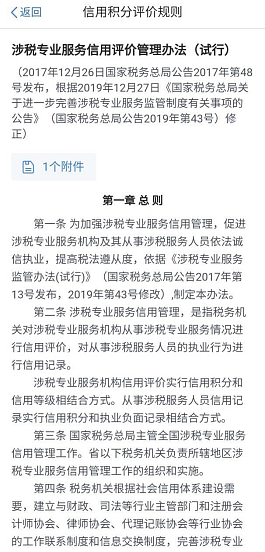 返回
信用积分评价规则
涉税专业服务信用评价管理办法（试行）
（2017年12月26日国家税务总局公告2017年第48
号发布，根据2019年12月27日《国家税务总局关
于进一步完善涉税专业服务监管制度有关事项的
公告》（国家税务总局公告2019年第43号）修
正）
1个附件
第一章 总 则
第一条 为加强涉税专业服务信用管理，促进
涉税专业服务机构及其从事涉税服务人员依法诚
信执业，提高税法遵从度，依据《涉税专业服务
监管办法(试行)》（国家税务总局公告2017年第
13号发布，2019年第43号修改）,制定本办法。
第二条 涉税专业服务信用管理，是指税务机
关对涉税专业服务机构从事涉税专业服务情况进
行信用评价，对从事涉税服务人员的执业行为进
行信用记录。
涉税专业服务机构信用评价实行信用积分和
信用等级相结合方式。从事涉税服务人员信用记
录实行信用积分和执业负面记录相结合方式。
第三条 国家税务总局主管全国涉税专业服务
信用管理工作。省以下税务机关负责所辖地区涉
税专业服务信用管理工作的组织和实施。
第四条 税务机关根据社会信用体系建设需
要，建立与财政、司法等行业主管部门和注册会
计师协会、律师协会、代理记账协会等行业协会
的工作联系制度和信息交换制度，完善涉税专业